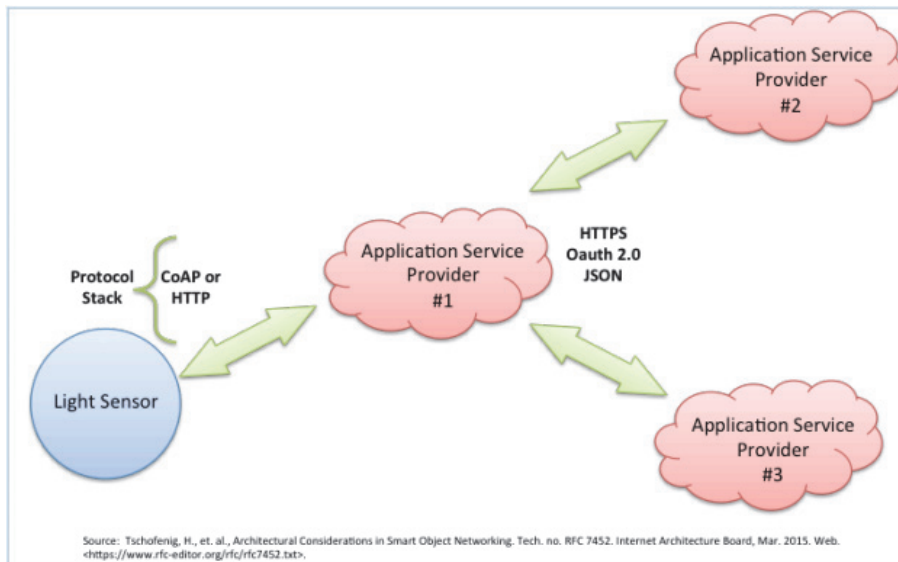 Application Service
Provider
#2
Application Service
Provider
#1
HTTPS
Oauth 2.0
JSON
Protocol
Stack
CoAP or
HTTP
Light Sensor
Application Service
Provider
#3
Source: Tschofenig, H., et. al., Architectural Considerations in Smart Object Networking. Tech. no. RFC 7452. Internet Architecture Board, Mar. 2015. Web.
<https://www.rfc-editor.org/rfc/rfc7452.txt>.